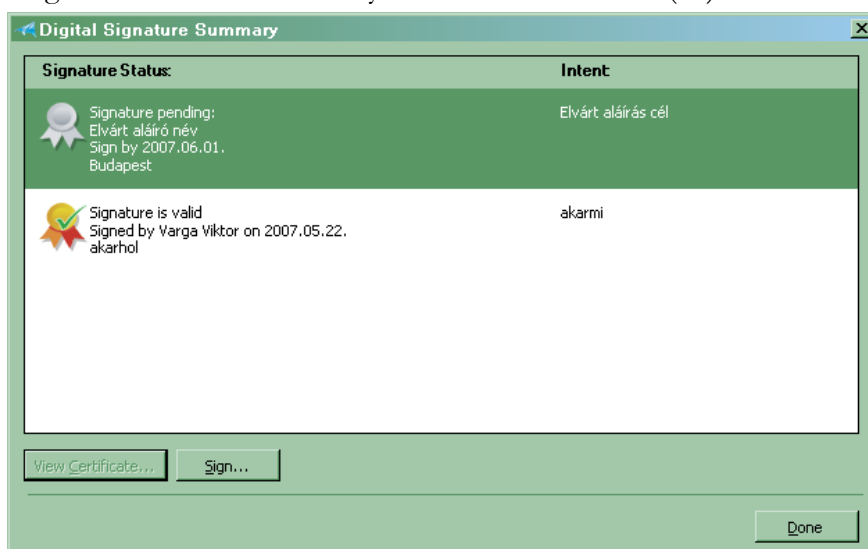 Digital Signature Summary
Signature Status: Intent:
Signature pending: Elvárt aláírás cél
Elvárt aláíró név
Sign by 2007.06.01.
Budapest
Signature is valid akarmi
Signed by Varga Viktor on 2007.05.22.
akarhol
View Certificate... Sign...
Done